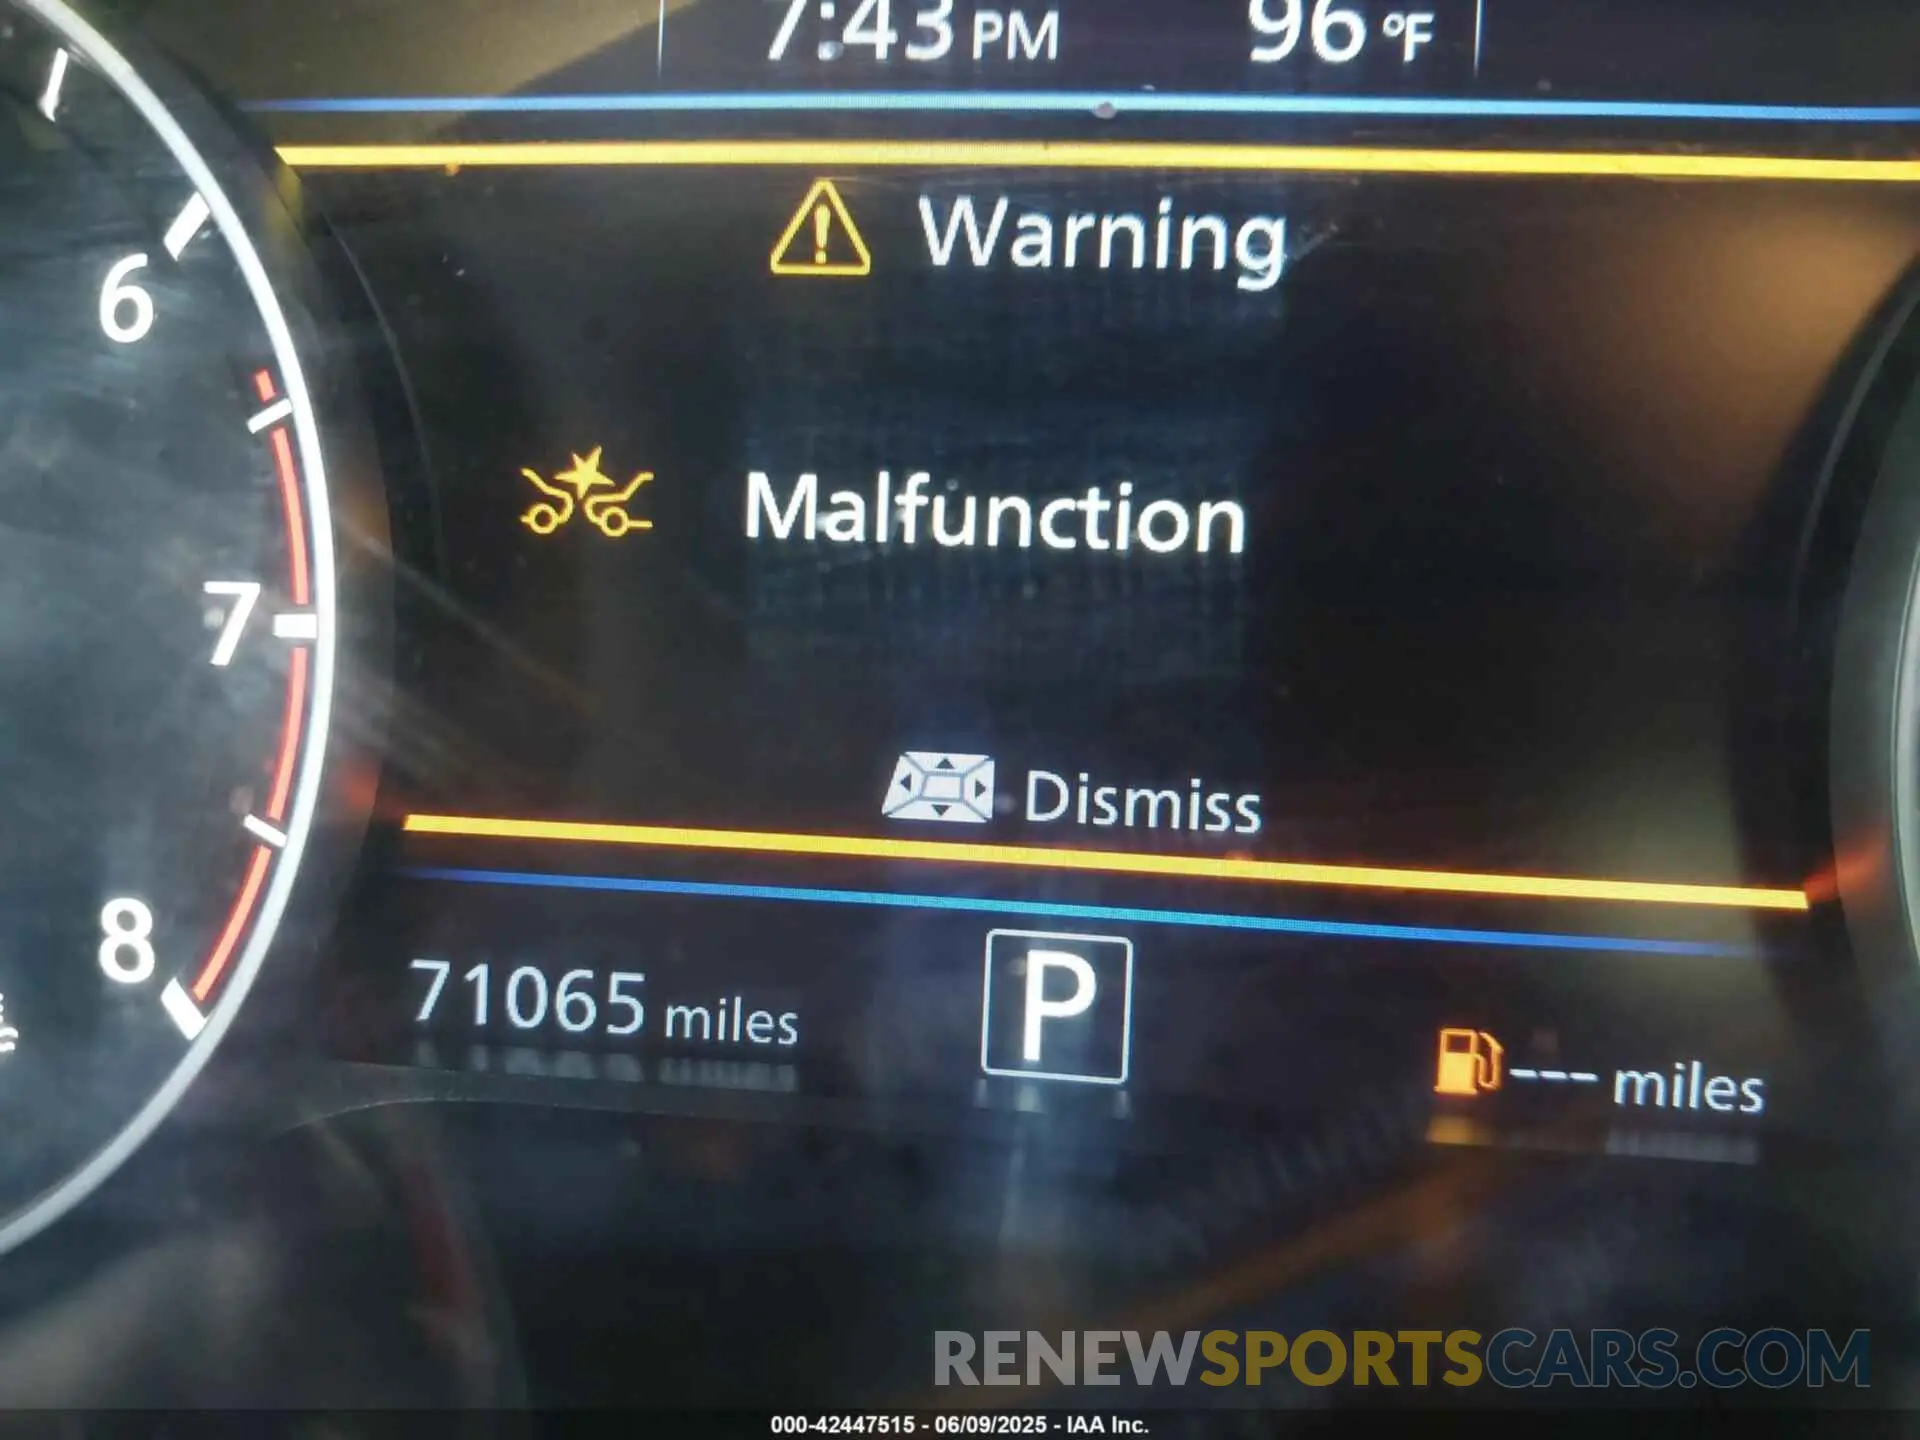 7:43 PM 96 °F
Warning
6
Malfunction
7
Dismiss
8
71065 miles P --- miles
RENEWSPORTSCARS.COM
000-42447515 - 06/09/2025 - IAA Inc.